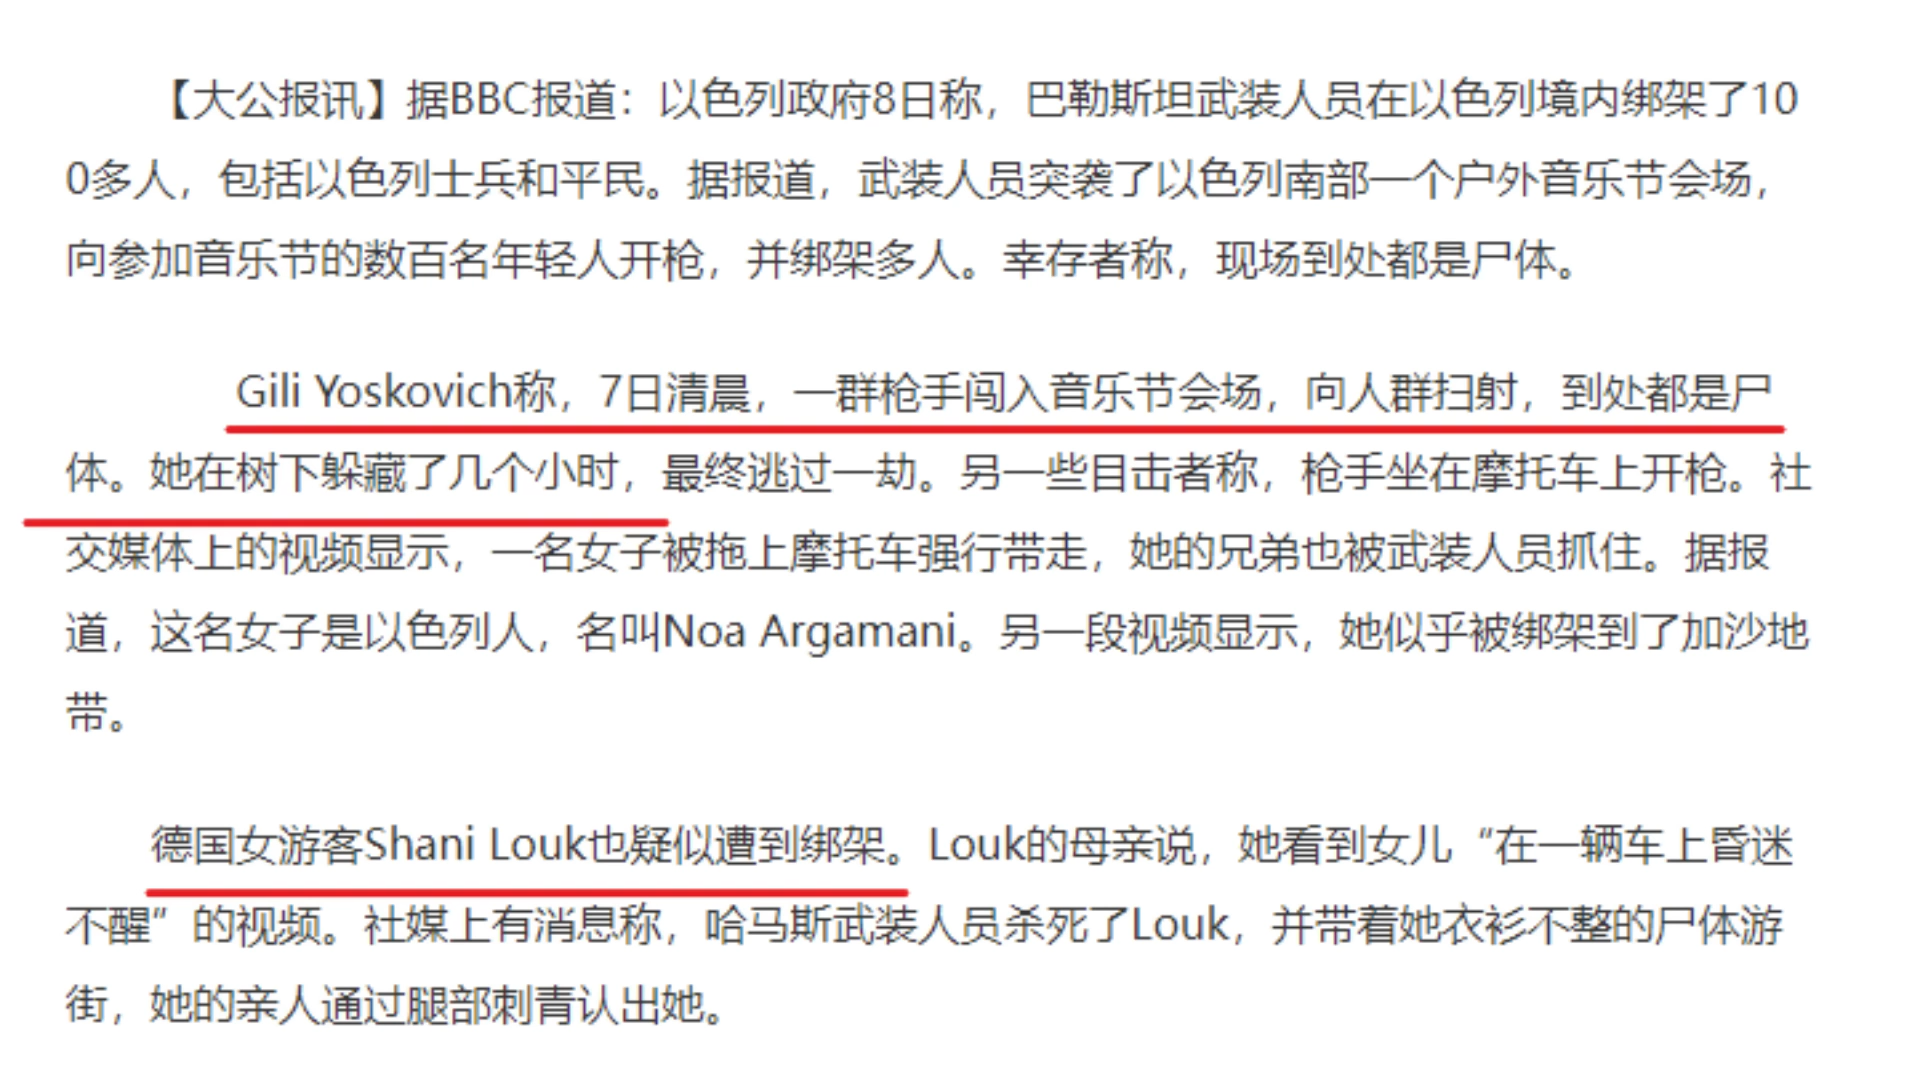 【大公报讯】据BBC报道：以色列政府8日称，巴勒斯坦武装人员在以色列境内绑架了10
0多人，包括以色列士兵和平民。据报道，武装人员突袭了以色列南部一个户外音乐节会场，
向参加音乐节的数百名年轻人开枪，并绑架多人。幸存者称，现场到处都是尸体。
Gili Yoskovich称，7日清晨，一群枪手闯入音乐节会场，向人群扫射，到处都是尸
体。她在树下躲藏了几个小时，最终逃过一劫。另一些目击者称，枪手坐在摩托车上开枪。社
交媒体上的视频显示，一名女子被拖上摩托车强行带走，她的兄弟也被武装人员抓住。据报
道，这名女子是以色列人，名叫Noa Argamani。另一段视频显示，她似乎被绑架到了加沙地
带。
德国女游客Shani Louk也疑似遭到绑架。Louk的母亲说，她看到女儿“在一辆车上昏迷
不醒”的视频。社媒上有消息称，哈马斯武装人员杀死了Louk，并带着她衣衫不整的尸体游
街，她的亲人通过腿部刺青认出她。